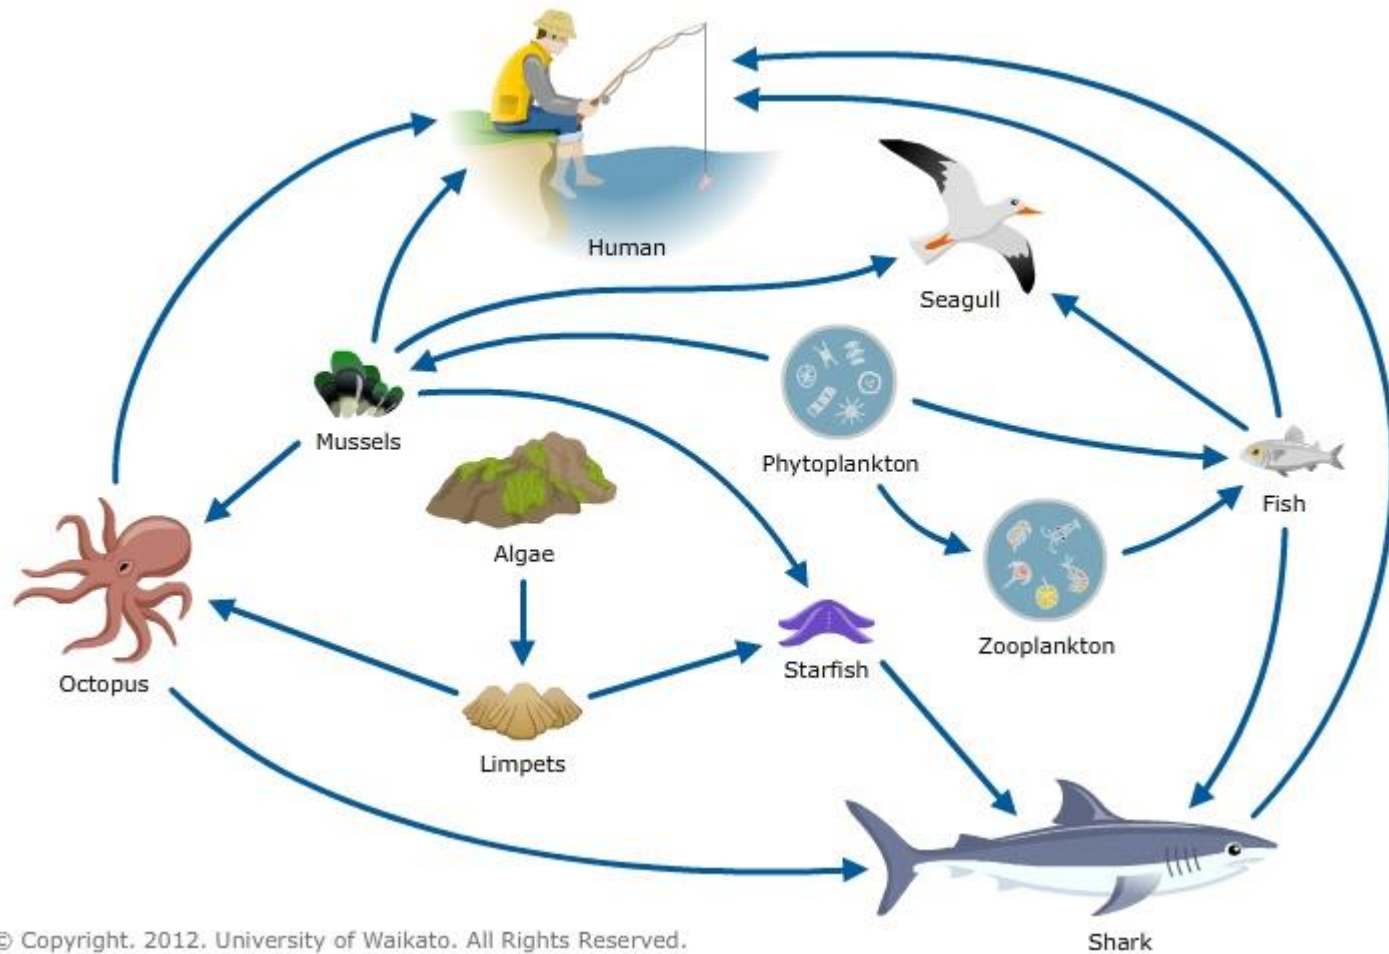 Human
Seagull
Mussels
Phytoplankton
Fish
Algae
Zooplankton
Starfish
Octopus
Limpets
Shark
© Copyright. 2012. University of Waikato. All Rights Reserved.